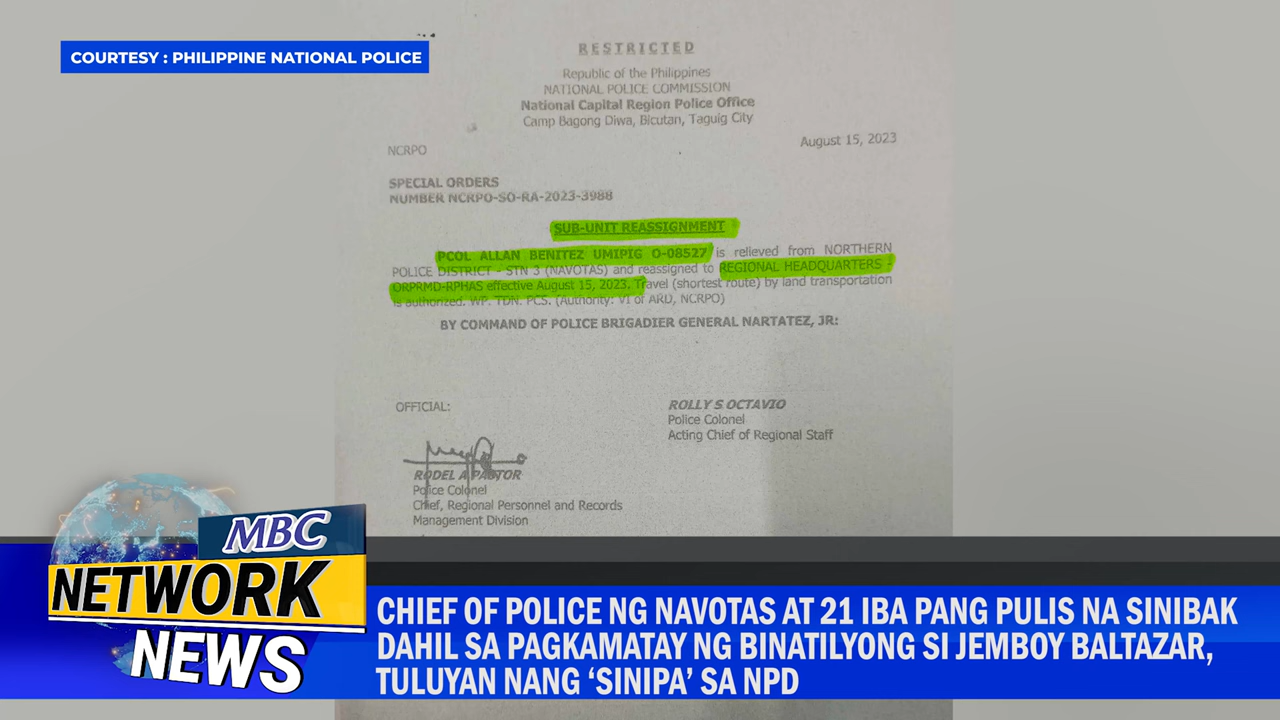 COURTESY : PHILIPPINE NATIONAL POLICE
RESTRICTED
Republic of the Philippines
NATIONAL POLICE COMMISSION
National Capital Region Police Office
Camp Bagong Diwa, Bicutan, Taguig City
NCRPO
August 15, 2023
SPECIAL ORDERS
NUMBER NCRPO-SO-RA-2023-3988
SUB-UNIT REASSIGNMENT
PCOL ALLAN BENITEZ UMIPIG O-08527 is relieved from NORTHERN
POLICE DISTRICT - STN 3 (NAVOTAS) and reassigned to REGIONAL HEADQUARTERS -
ORPRMD-RPHAS effective August 15, 2023. Travel (shortest route) by land transportation
is authorized. WP. TDN. PCS. (Authority: VI of ARD, NCRPO)
BY COMMAND OF POLICE BRIGADIER GENERAL NARTATEZ, JR:
OFFICIAL:
ROLLY S OCTAVIO
Police Colonel
Acting Chief of Regional Staff
RODEL A PASTOR
Police Colonel
Chief, Regional Personnel and Records
Management Division
MBC
NETWORK
NEWS
CHIEF OF POLICE NG NAVOTAS AT 21 IBA PANG PULIS NA SINIBAK
DAHIL SA PAGKAMATAY NG BINATILYONG SI JEMBOY BALTAZAR,
TULUYAN NANG ‘SINIPA’ SA NPD